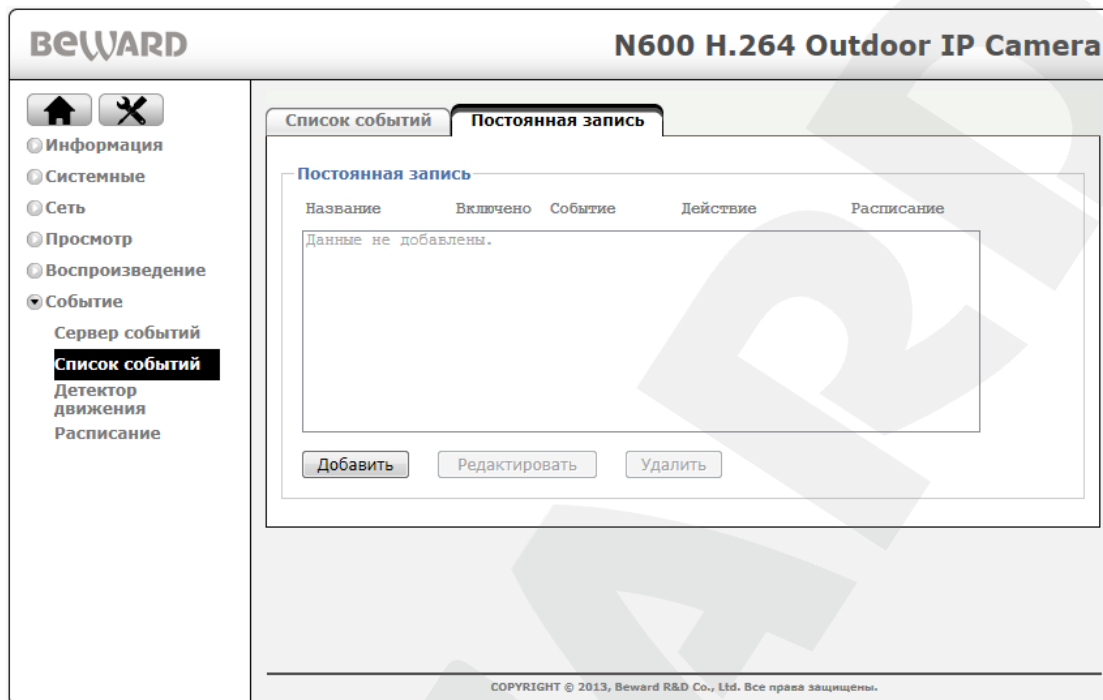 BEWARD
N600 H.264 Outdoor IP Camera
Информация
Системные
Сеть
Просмотр
Воспроизведение
Событие
Сервер событий
Список событий
Детектор
движения
Расписание
Список событий Постоянная запись
Постоянная запись
Название Включено Событие Действие Расписание
Данные не добавлены.
Добавить Редактировать Удалить
COPYRIGHT © 2013, Beward R&D Co., Ltd. Все права защищены.